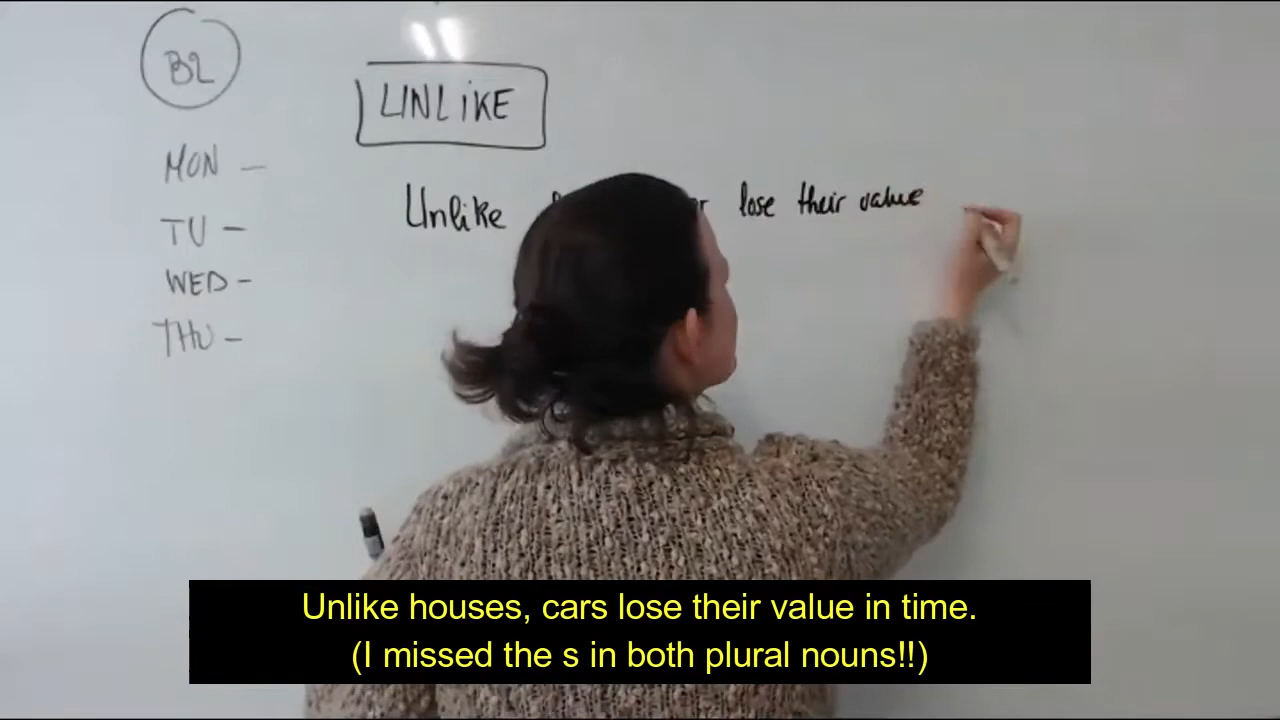 B2
UNLIKE
MON -
Unlike lose their value
TU -
WED -
THU -
Unlike houses, cars lose their value in time.
(I missed the s in both plural nouns!!)